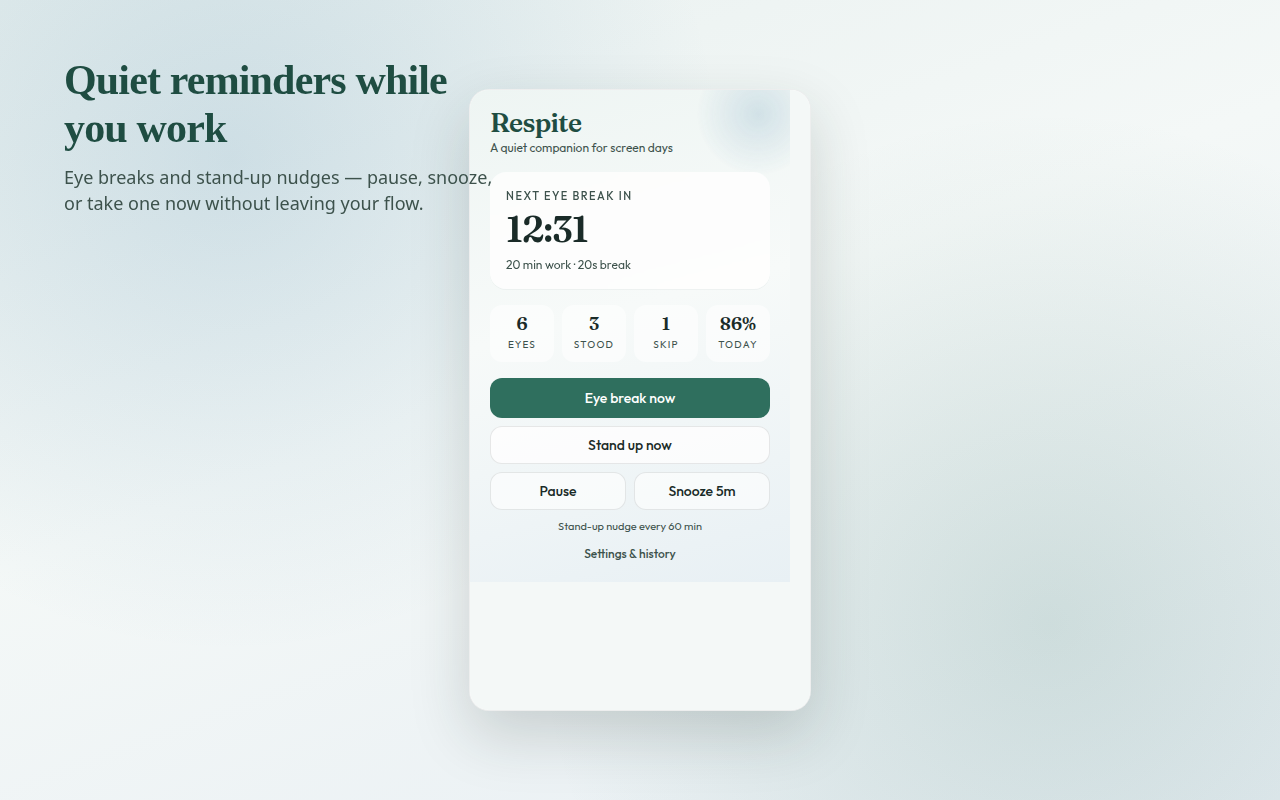 Quiet reminders while
you work
Eye breaks and stand-up nudges — pause, snooze,
or take one now without leaving your flow.
Respite
A quiet companion for screen days
NEXT EYE BREAK IN
12:31
20 min work · 20s break
6
EYES
3
STOOD
1
SKIP
86%
TODAY
Eye break now
Stand up now
Pause
Snooze 5m
Stand-up nudge every 60 min
Settings & history